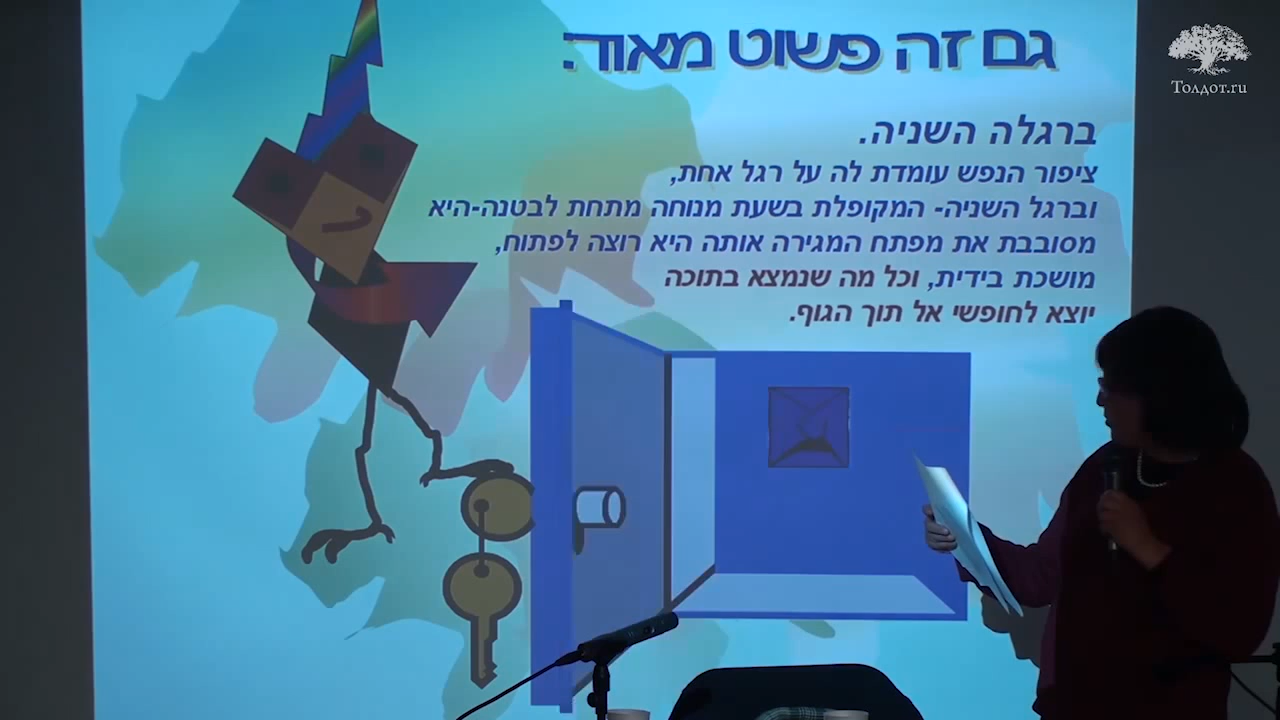 גם זה פשוט מאוד:
Толдот.ru
ברגלה השניה.
ציפור הנפש עומדת לה על רגל אחת,
וברגל השניה- המקופלת בשעת מנוחה מתחת לבטנה-היא
מסובבת את מפתח המגירה אותה היא רוצה לפתוח,
מושכת בידית, וכל מה שנמצא בתוכה
יוצא לחופשי אל תוך הגוף.